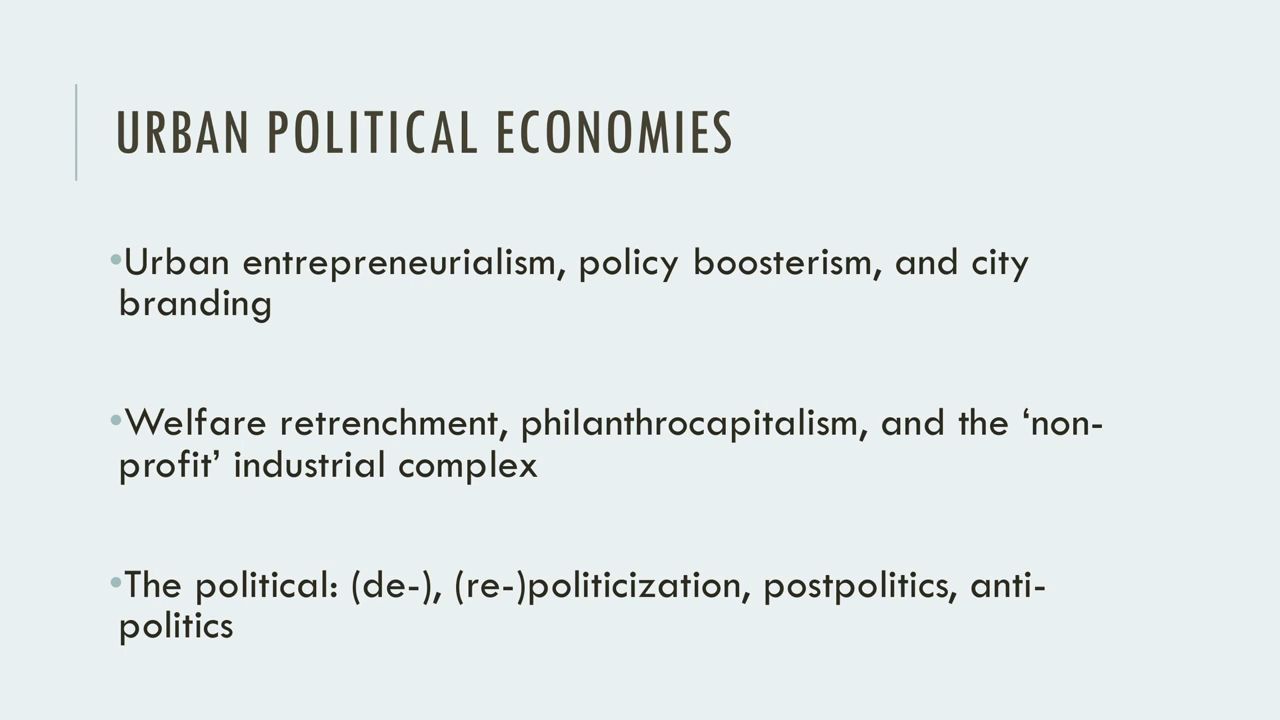 URBAN POLITICAL ECONOMIES
•Urban entrepreneurialism, policy boosterism, and city
branding
•Welfare retrenchment, philanthrocapitalism, and the ‘non-
profit’ industrial complex
•The political: (de-), (re-)politicization, postpolitics, anti-
politics